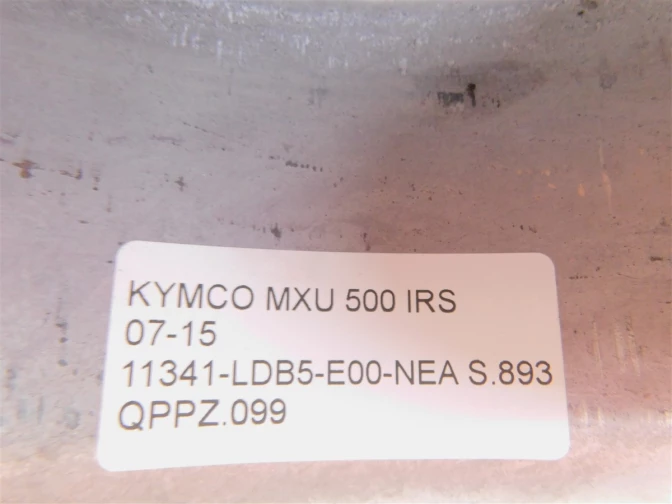 KYMCO MXU 500 IRS
07-15
11341-LDB5-E00-NEA S.893
QPPZ.099